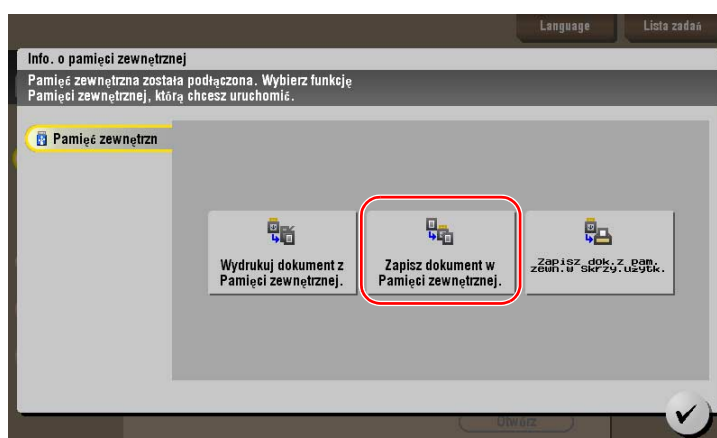 Language
Lista zadań
Info. o pamięci zewnętrznej
Pamięć zewnętrzna została podłączona. Wybierz funkcję
Pamięci zewnętrznej, którą chcesz uruchomić.
Pamięć zewnętrzn
Wydrukuj dokument z
Pamięci zewnętrznej.
Zapisz dokument w
Pamięci zewnętrznej.
Zapisz dok.z pam.
zewn.w Skrzy.użytk.
Otwórz